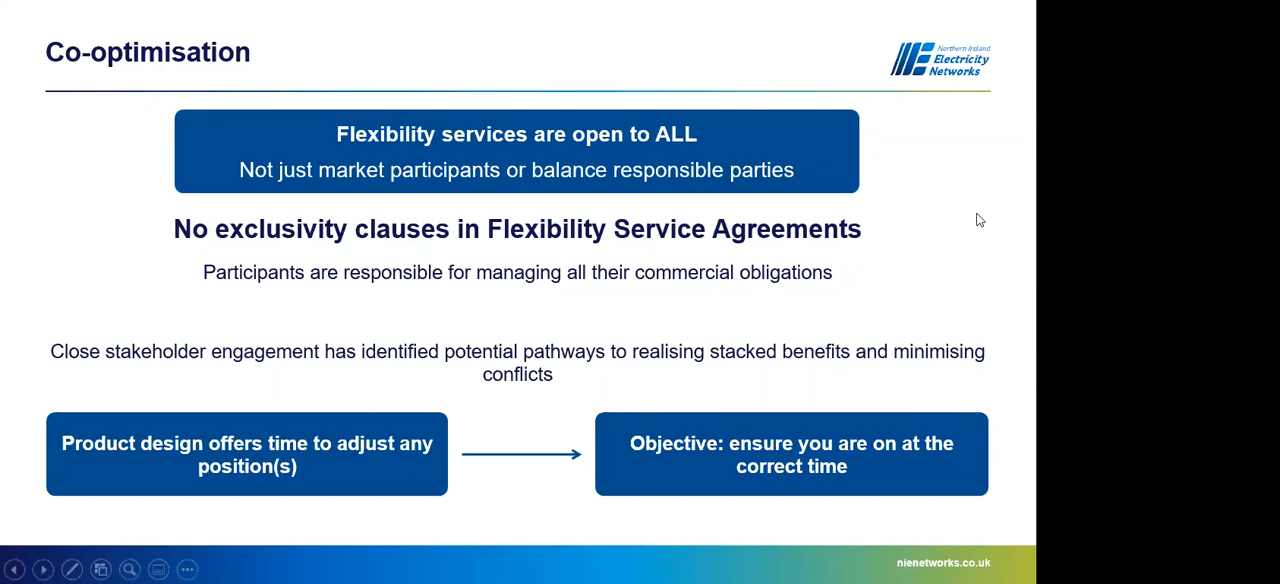 Co-optimisation
Northern Ireland
Electricity
Networks
Flexibility services are open to ALL
Not just market participants or balance responsible parties
No exclusivity clauses in Flexibility Service Agreements
Participants are responsible for managing all their commercial obligations
Close stakeholder engagement has identified potential pathways to realising stacked benefits and minimising
conflicts
Product design offers time to adjust any
position(s)
Objective: ensure you are on at the
correct time
nienetworks.co.uk